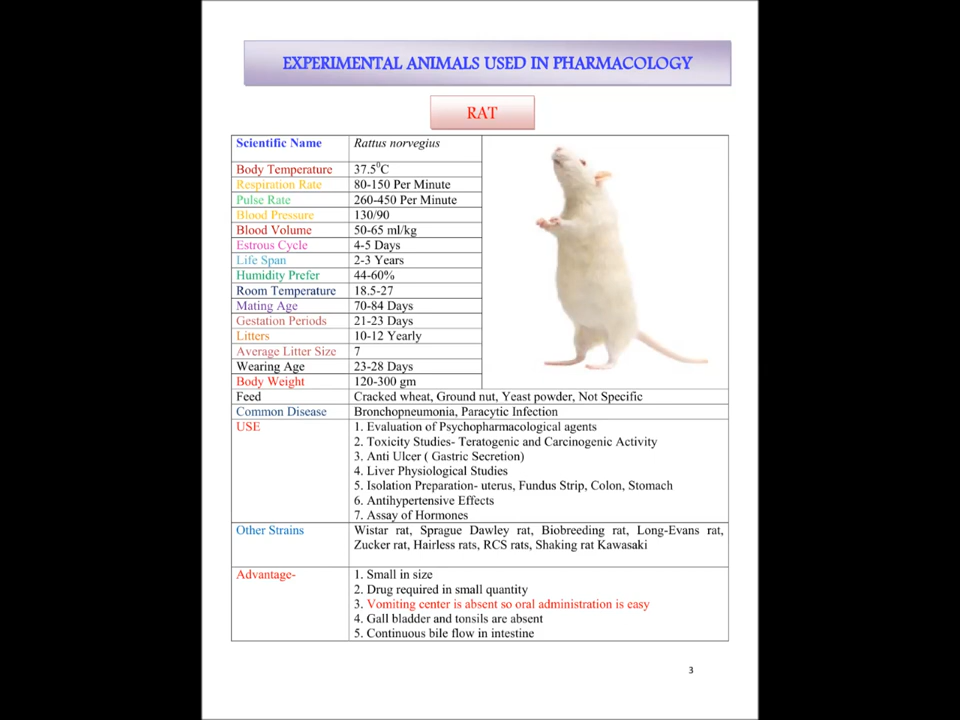 EXPERIMENTAL ANIMALS USED IN PHARMACOLOGY
RAT
Scientific Name Rattus norvegius
Body Temperature 37.5⁰C
Respiration Rate 80-150 Per Minute
Pulse Rate 260-450 Per Minute
Blood Pressure 130/90
Blood Volume 50-65 ml/kg
Estrous Cycle 4-5 Days
Life Span 2-3 Years
Humidity Prefer 44-60%
Room Temperature 18.5-27
Mating Age 70-84 Days
Gestation Periods 21-23 Days
Litters 10-12 Yearly
Average Litter Size 7
Wearing Age 23-28 Days
Body Weight 120-300 gm
Feed Cracked wheat, Ground nut, Yeast powder, Not Specific
Common Disease Bronchopneumonia, Paracytic Infection
USE 1. Evaluation of Psychopharmacological agents
2. Toxicity Studies- Teratogenic and Carcinogenic Activity
3. Anti Ulcer ( Gastric Secretion)
4. Liver Physiological Studies
5. Isolation Preparation- uterus, Fundus Strip, Colon, Stomach
6. Antihypertensive Effects
7. Assay of Hormones
Other Strains Wistar rat, Sprague Dawley rat, Biobreeding rat, Long-Evans rat,
Zucker rat, Hairless rats, RCS rats, Shaking rat Kawasaki
Advantage- 1. Small in size
2. Drug required in small quantity
3. Vomiting center is absent so oral administration is easy
4. Gall bladder and tonsils are absent
5. Continuous bile flow in intestine
3